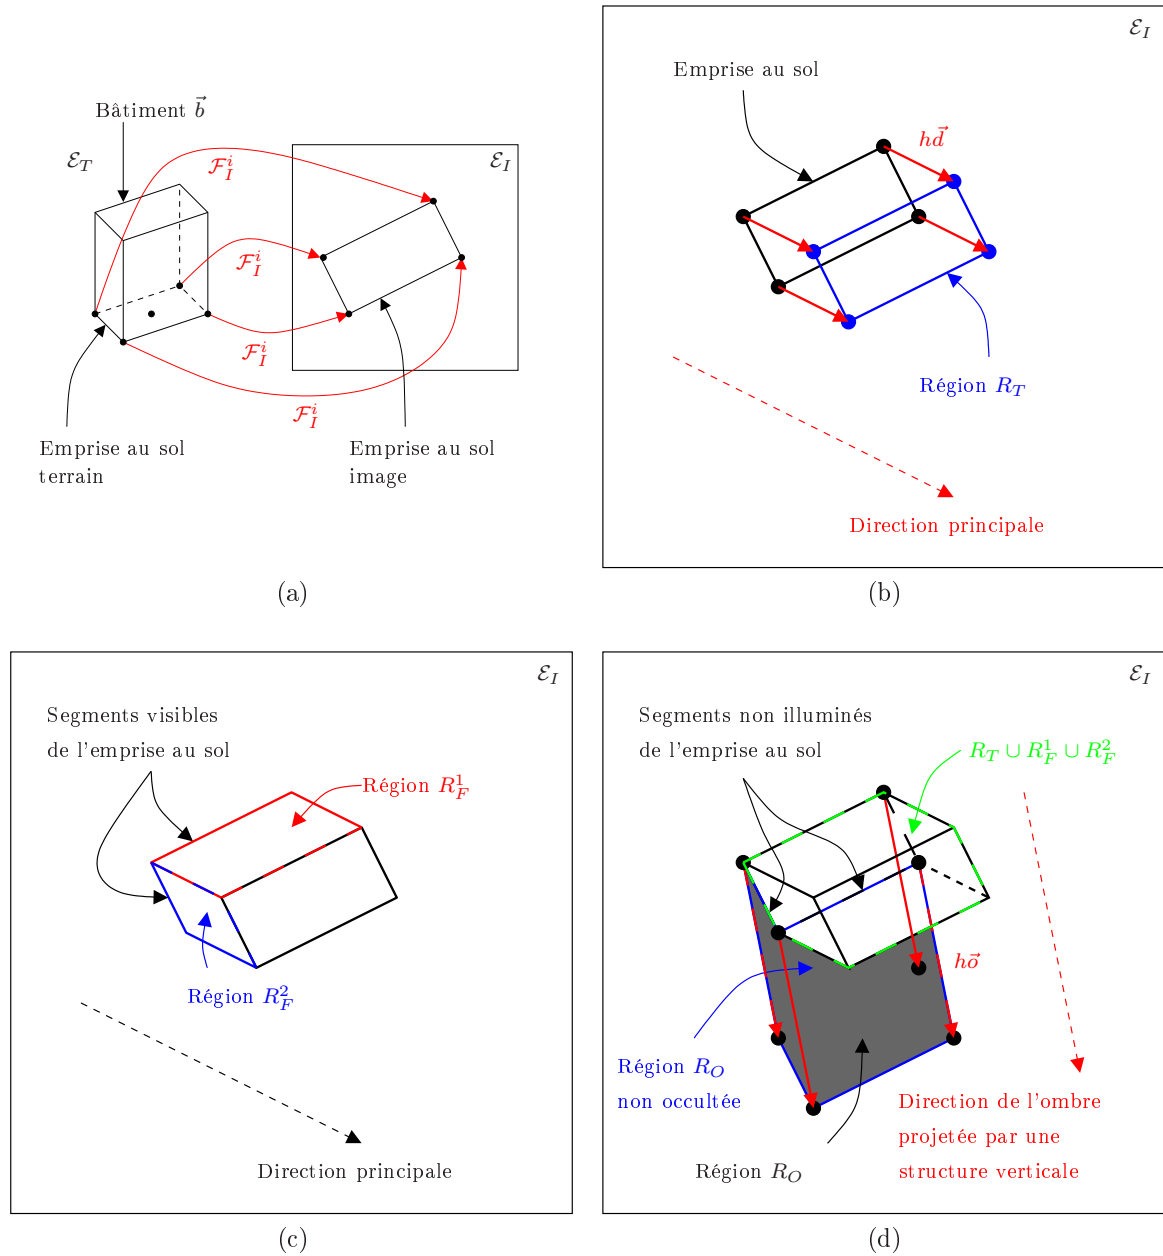 Bâtiment $\vec{b}$
$\mathcal{E}_T$
$\mathcal{F}_I^i$
$\mathcal{E}_I$
$\mathcal{F}_I^i$
$\mathcal{F}_I^i$
$\mathcal{F}_I^i$
Emprise au sol
terrain
Emprise au sol
image
(a)
$\mathcal{E}_I$
Emprise au sol
$h\vec{d}$
Région $R_T$
Direction principale
(b)
$\mathcal{E}_I$
Segments visibles
de l'emprise au sol
Région $R_F^1$
Région $R_F^2$
Direction principale
(c)
$\mathcal{E}_I$
Segments non illuminés
de l'emprise au sol
$R_T \cup R_F^1 \cup R_F^2$
$h\vec{o}$
Région $R_O$
non occultée
Direction de l'ombre
projetée par une
structure verticale
Région $R_O$
(d)